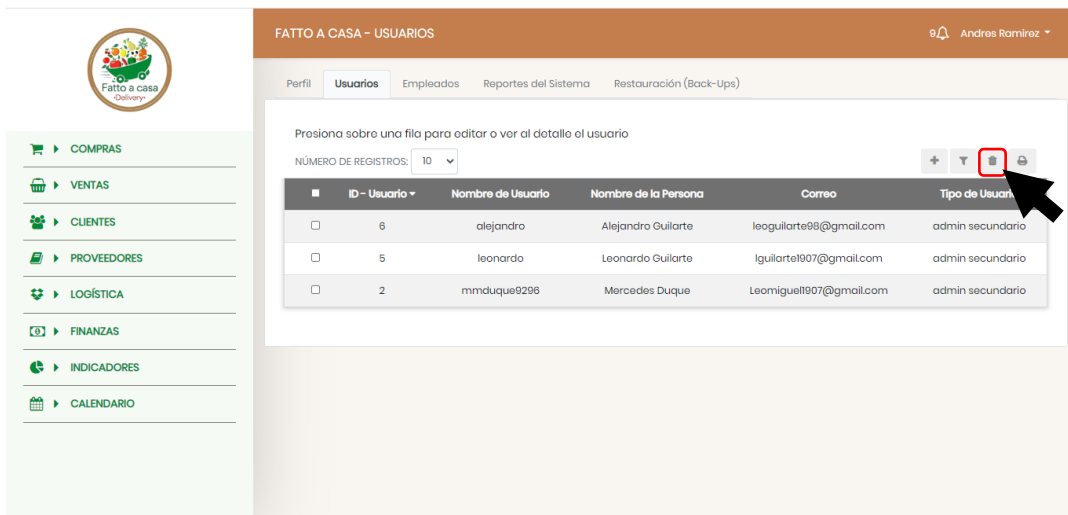 Fatto a casa
•Delivery•
FATTO A CASA - USUARIOS
9 Andres Ramirez
Perfil Usuarios Empleados Reportes del Sistema Restauración (Back-Ups)
Presiona sobre una fila para editar o ver al detalle el usuario
NÚMERO DE REGISTROS: 10
ID - Usuario Nombre de Usuario Nombre de la Persona Correo Tipo de Usuari
6 alejandro Alejandro Guilarte leoguilarte98@gmail.com admin secundario
5 leonardo Leonardo Guilarte lguilarte1907@gmail.com admin secundario
2 mmduque9296 Mercedes Duque Leomiguel1907@gmail.com admin secundario
COMPRAS
VENTAS
CLIENTES
PROVEEDORES
LOGÍSTICA
FINANZAS
INDICADORES
CALENDARIO